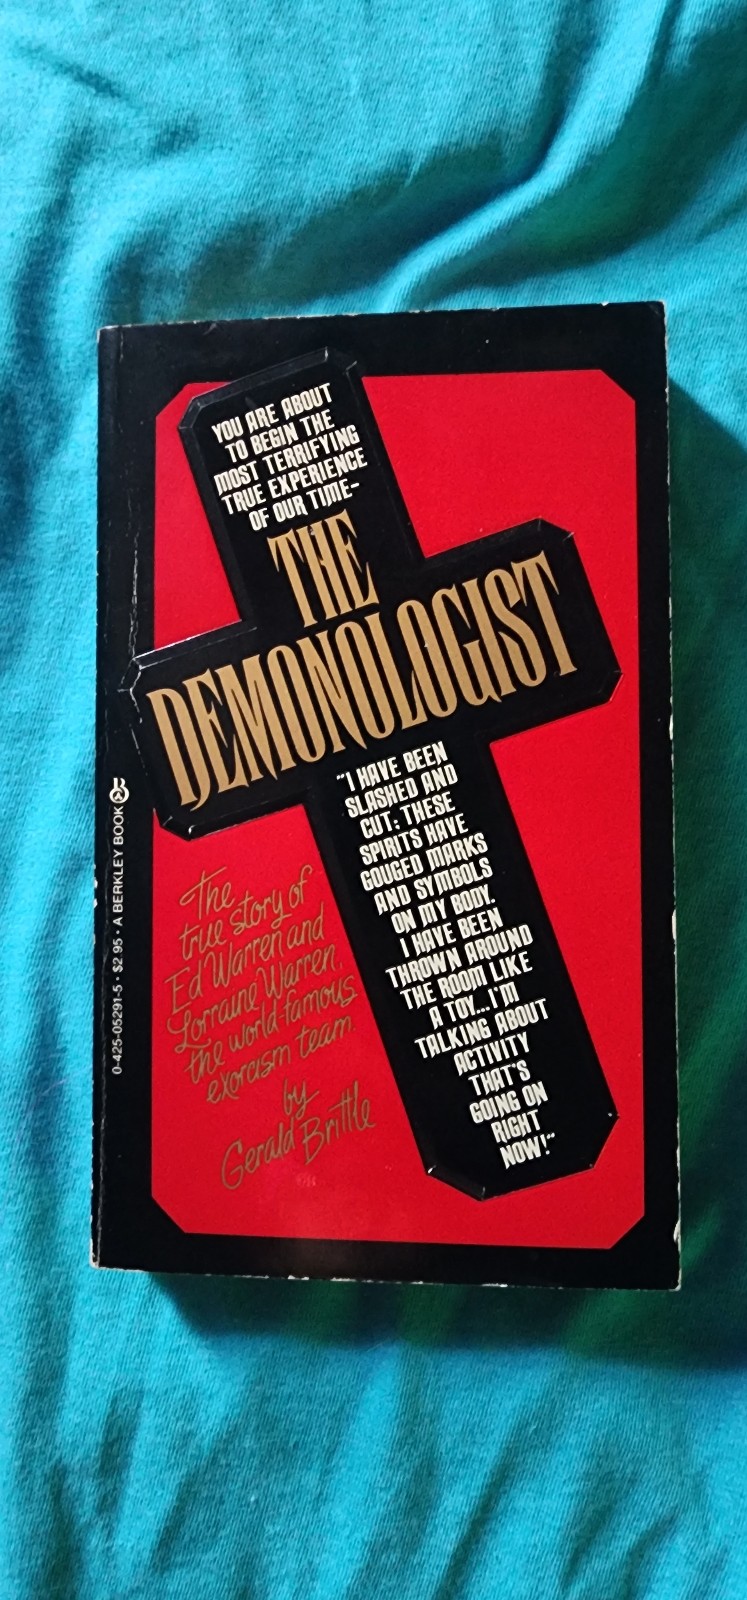 YOU ARE ABOUT
TO BEGIN THE
MOST TERRIFYING
TRUE EXPERIENCE
OF OUR TIME—
THE
DEMONOLOGIST
"I HAVE BEEN
SLASHED AND
CUT; THESE
SPIRITS HAVE
GOUGED MARKS
AND SYMBOLS
ON MY BODY.
I HAVE BEEN
THROWN AROUND
THE ROOM LIKE
A TOY...I'M
TALKING ABOUT
ACTIVITY
THAT'S
GOING ON
RIGHT
NOW!"
The
true story of
Ed Warren and
Lorraine Warren,
the world-famous
exorcism team.
by
Gerald Brittle
0-425-05291-5 • $2.95 • A BERKLEY BOOK